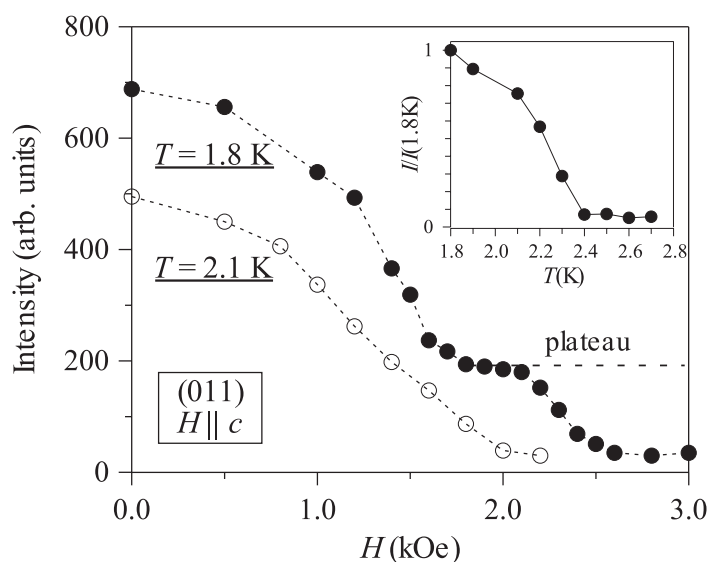 800
600
400
200
0
Intensity (arb. units)
T = 1.8 K
T = 2.1 K
(011)
H || c
plateau
0.0 1.0 2.0 3.0
H (kOe)
1
0
I/I(1.8K)
1.8 2.0 2.2 2.4 2.6 2.8
T(K)